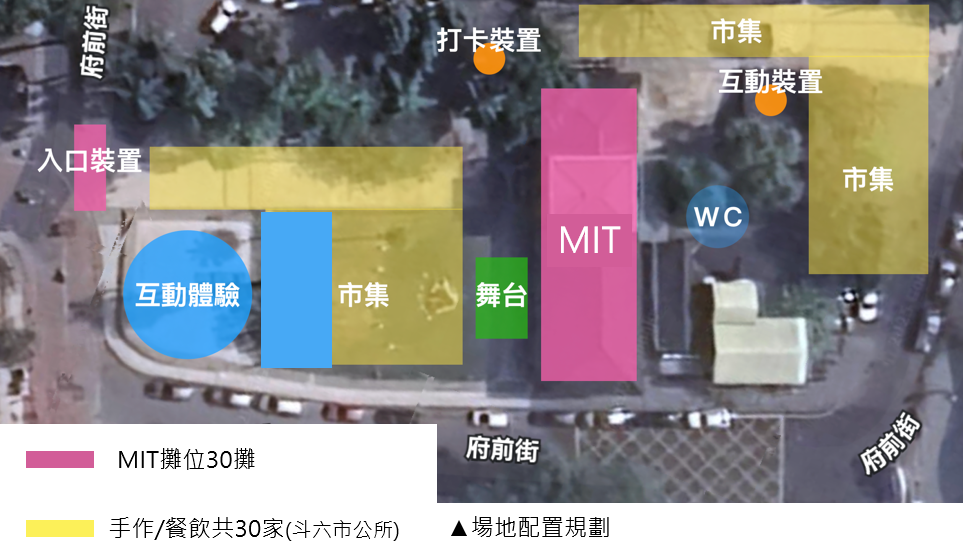 府前街
打卡裝置
市集
互動裝置
入口裝置
市集
WC
MIT
互動體驗
市集
舞台
府前街
府前街
MIT攤位30攤
手作/餐飲共30家(斗六市公所)
▲場地配置規劃